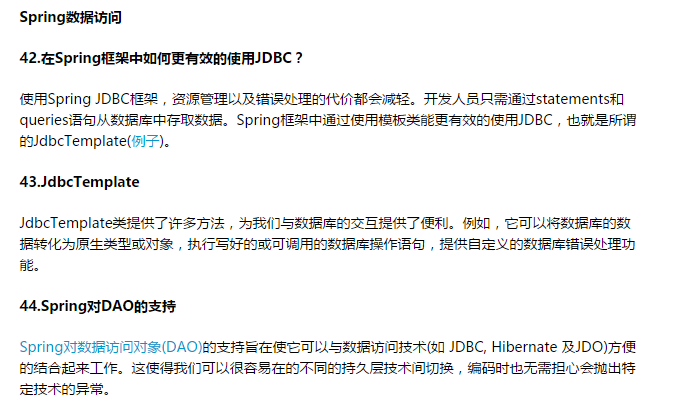 Spring数据访问
42.在Spring框架中如何更有效的使用JDBC？
使用Spring JDBC框架，资源管理以及错误处理的代价都会减轻。开发人员只需通过statements和
queries语句从数据库中存取数据。Spring框架中通过使用模板类能更有效的使用JDBC，也就是所谓
的JdbcTemplate(例子)。
43.JdbcTemplate
JdbcTemplate类提供了许多方法，为我们与数据库的交互提供了便利。例如，它可以将数据库的数
据转化为原生类型或对象，执行写好的或可调用的数据库操作语句，提供自定义的数据库错误处理功
能。
44.Spring对DAO的支持
Spring对数据访问对象(DAO)的支持旨在使它可以与数据访问技术(如 JDBC, Hibernate 及JDO)方便
的结合起来工作。这使得我们可以很容易在的不同的持久层技术间切换，编码时也无需担心会抛出特
定技术的异常。